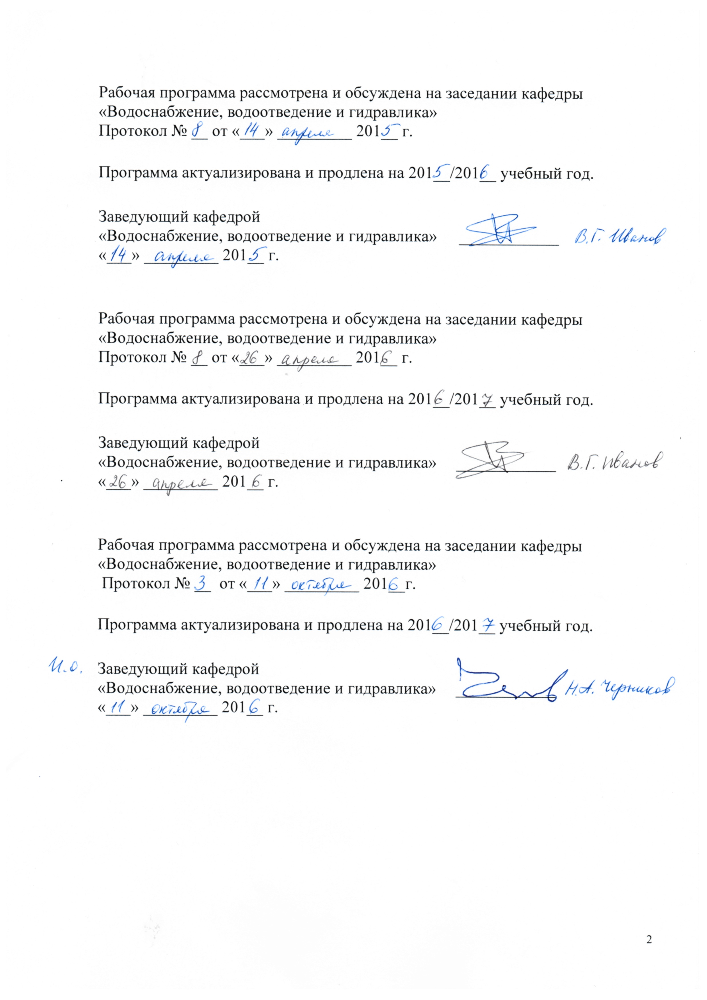 Рабочая программа рассмотрена и обсуждена на заседании кафедры
«Водоснабжение, водоотведение и гидравлика»
Протокол № 8 от «14» апреля 2015 г.
Программа актуализирована и продлена на 2015/2016 учебный год.
Заведующий кафедрой
«Водоснабжение, водоотведение и гидравлика» В.Г. Иванов
«14» апреля 2015 г.
Рабочая программа рассмотрена и обсуждена на заседании кафедры
«Водоснабжение, водоотведение и гидравлика»
Протокол № 8 от «26» апреля 2016 г.
Программа актуализирована и продлена на 2016/2017 учебный год.
Заведующий кафедрой
«Водоснабжение, водоотведение и гидравлика» В.Г. Иванов
«26» апреля 2016 г.
Рабочая программа рассмотрена и обсуждена на заседании кафедры
«Водоснабжение, водоотведение и гидравлика»
Протокол № 3 от «11» октября 2016 г.
Программа актуализирована и продлена на 2016/2017 учебный год.
И.о. Заведующий кафедрой
«Водоснабжение, водоотведение и гидравлика» Н.А. Черников
«11» октября 2016 г.
2